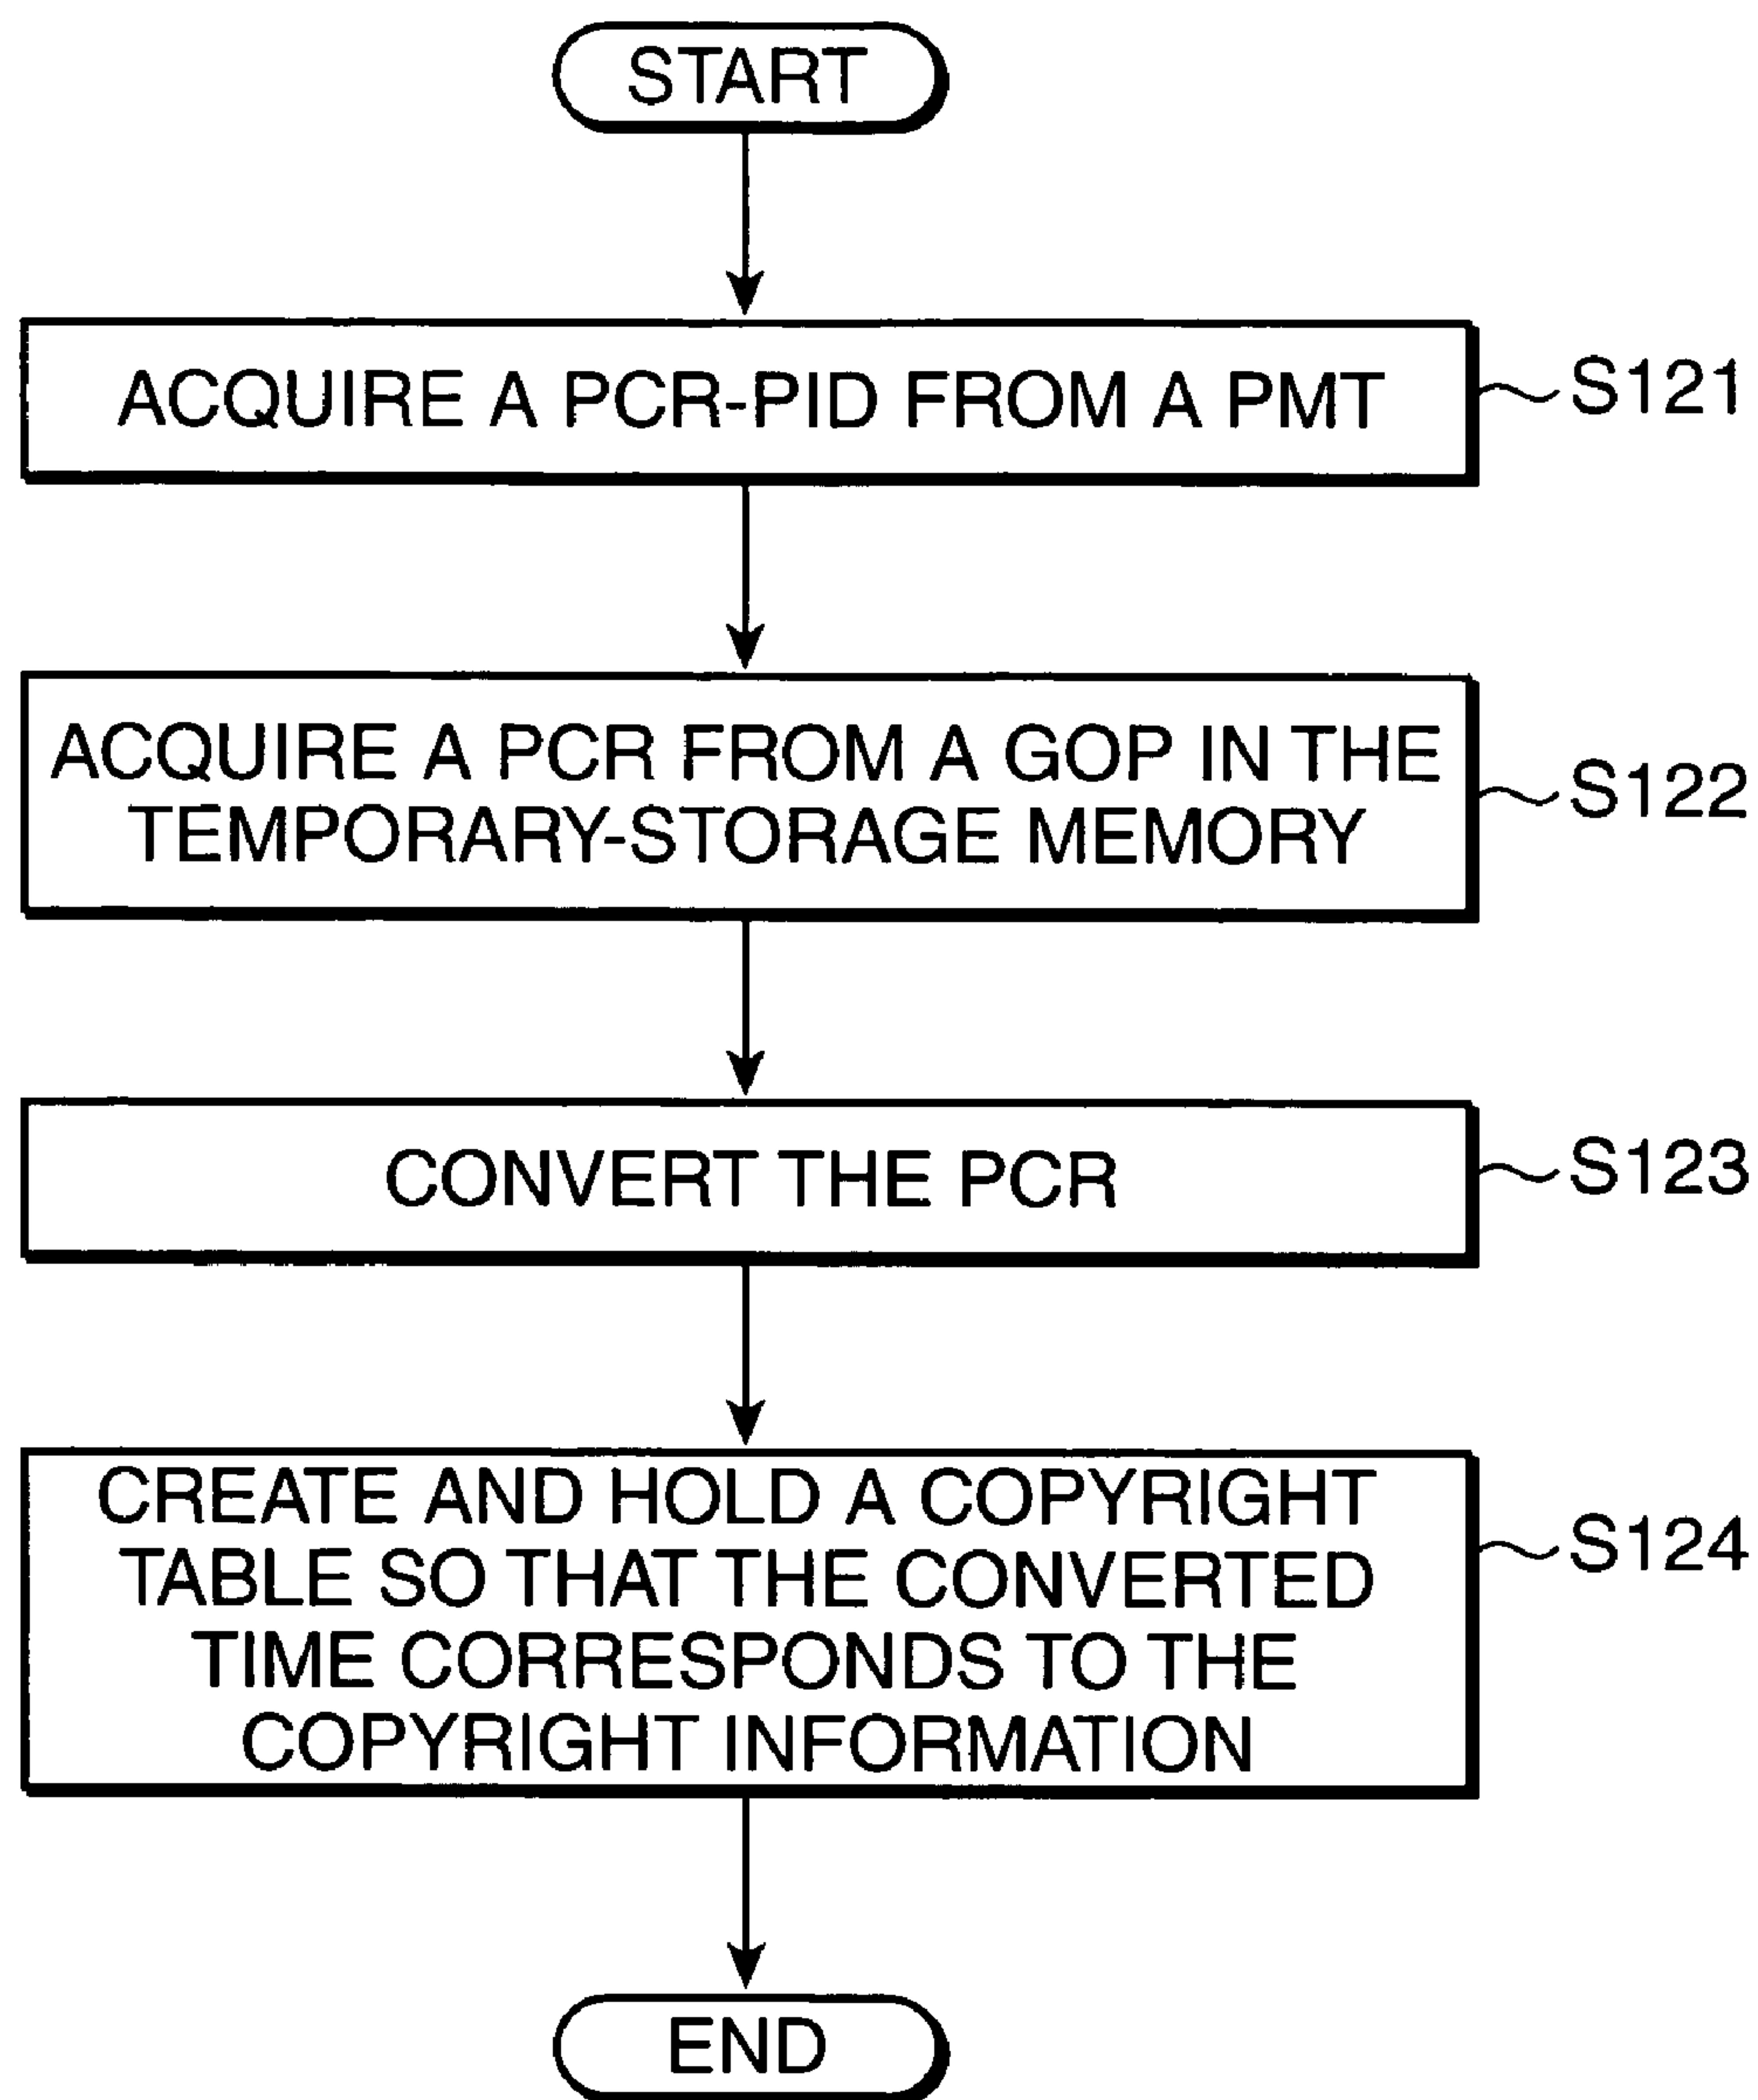 START
ACQUIRE A PCR-PID FROM A PMT
S121
ACQUIRE A PCR FROM A GOP IN THE
TEMPORARY-STORAGE MEMORY
S122
CONVERT THE PCR
S123
CREATE AND HOLD A COPYRIGHT
TABLE SO THAT THE CONVERTED
TIME CORRESPONDS TO THE
COPYRIGHT INFORMATION
S124
END